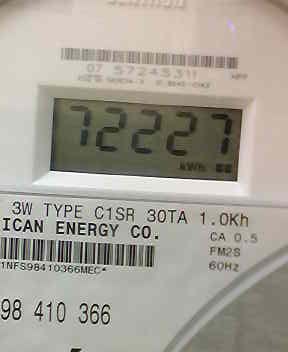 07 57245311
72227
kWh
3W TYPE C1SR 30TA 1.0Kh
ICAN ENERGY CO.
CA 0.5
FM2S
60Hz
1NFS98410366MEC*
98 410 366